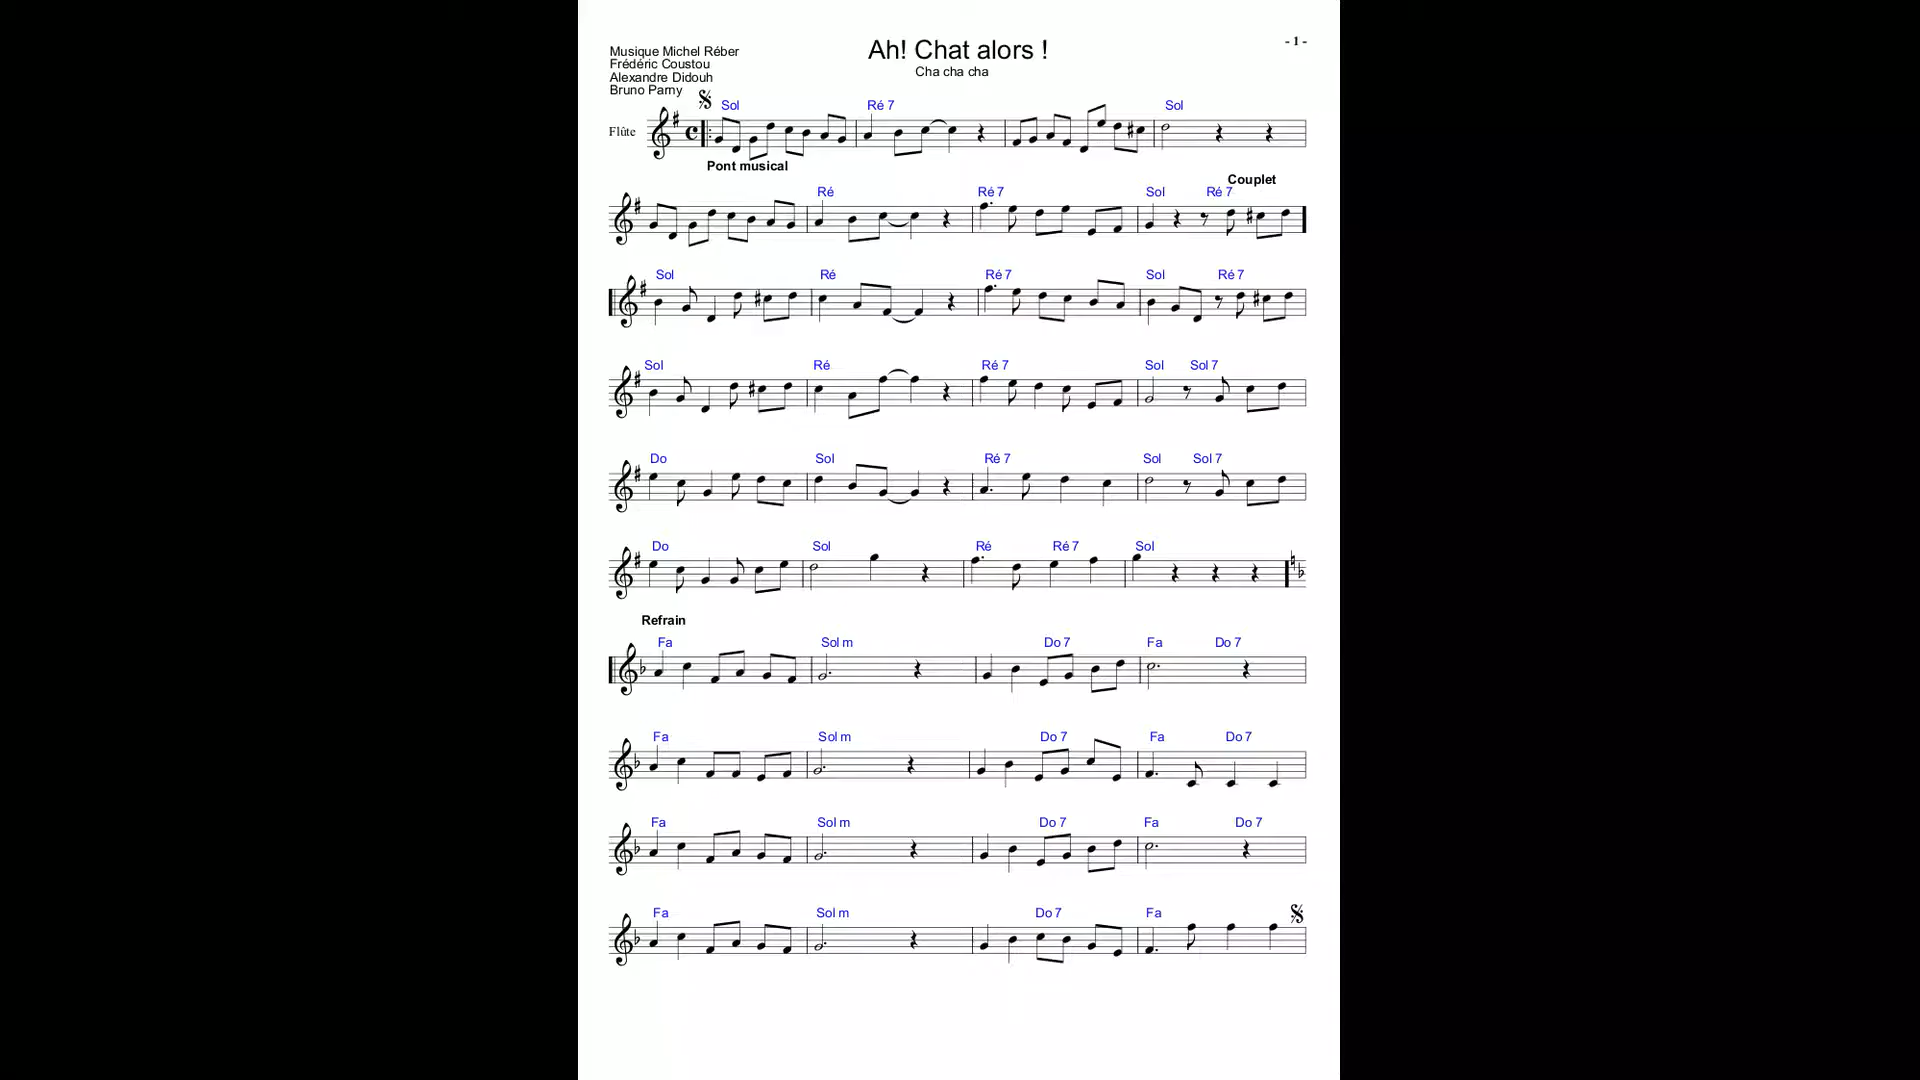 - 1 -
Ah! Chat alors !
Cha cha cha
Musique Michel Réber
Frédéric Coustou
Alexandre Didouh
Bruno Parny
Sol Ré 7 Sol
Flûte
Pont musical
Couplet
Ré Ré 7 Sol Ré 7
Sol Ré Ré 7 Sol Ré 7
Sol Ré Ré 7 Sol Sol 7
Do Sol Ré 7 Sol Sol 7
Do Sol Ré Ré 7 Sol
Refrain
Fa Sol m Do 7 Fa Do 7
Fa Sol m Do 7 Fa Do 7
Fa Sol m Do 7 Fa Do 7
Fa Sol m Do 7 Fa